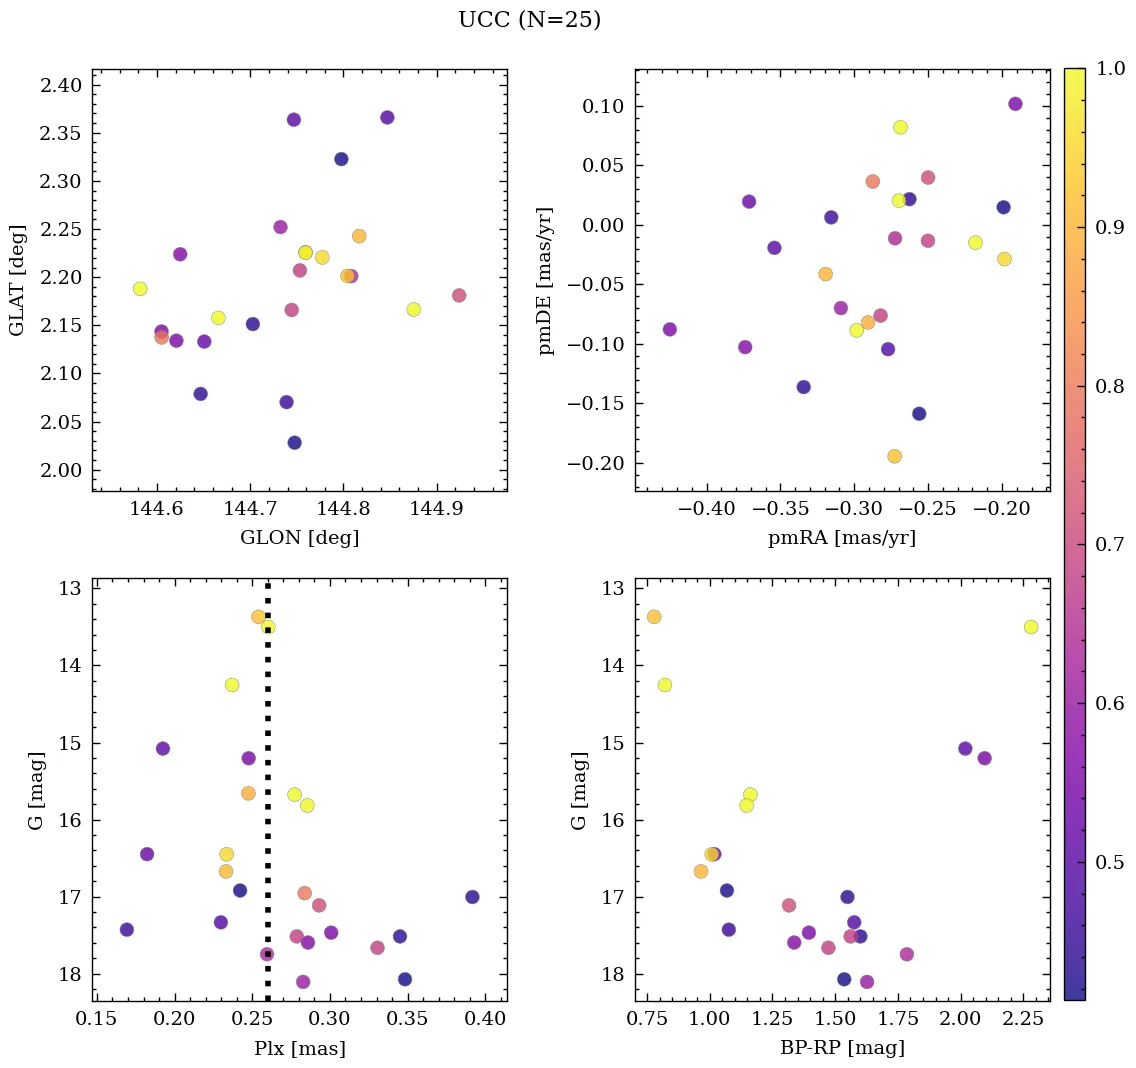 UCC (N=25)
2.40
2.35
2.30
2.25
2.20
2.15
2.10
2.05
2.00
GLAT [deg]
144.6 144.7 144.8 144.9
GLON [deg]
0.10
0.05
0.00
−0.05
−0.10
−0.15
−0.20
pmDE [mas/yr]
−0.40 −0.35 −0.30 −0.25 −0.20
pmRA [mas/yr]
13
14
15
16
17
18
G [mag]
0.15 0.20 0.25 0.30 0.35 0.40
Plx [mas]
13
14
15
16
17
18
G [mag]
0.75 1.00 1.25 1.50 1.75 2.00 2.25
BP-RP [mag]
1.0
0.9
0.8
0.7
0.6
0.5